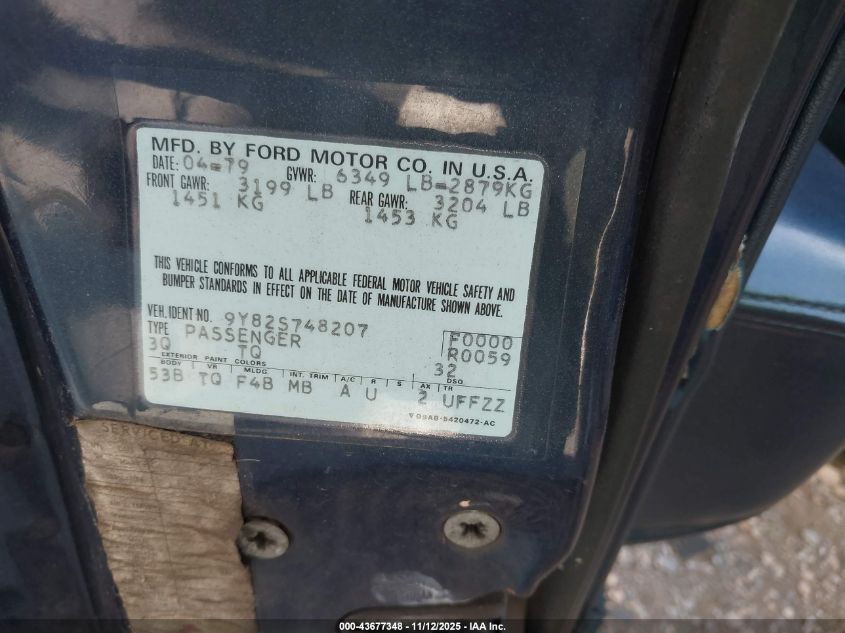 MFD. BY FORD MOTOR CO. IN U.S.A.
DATE: 04-79 GVWR: 6349 LB=2879KG
FRONT GAWR: 3199 LB REAR GAWR: 3204 LB
1451 KG 1453 KG
THIS VEHICLE CONFORMS TO ALL APPLICABLE FEDERAL MOTOR VEHICLE SAFETY AND
BUMPER STANDARDS IN EFFECT ON THE DATE OF MANUFACTURE SHOWN ABOVE.
VEH. IDENT NO. 9Y82S748207
TYPE PASSENGER F0000
3Q TQ R0059
EXTERIOR PAINT COLORS 32 DSO
BODY VR MLDG INT. TRIM A/C R S AX TR
53B TQ F4B MB A U 2 UFFZZ
000-43677348 - 11/12/2025 - IAA Inc.